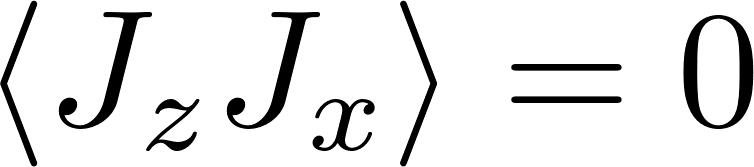 ⟨J_z J_x⟩ = 0